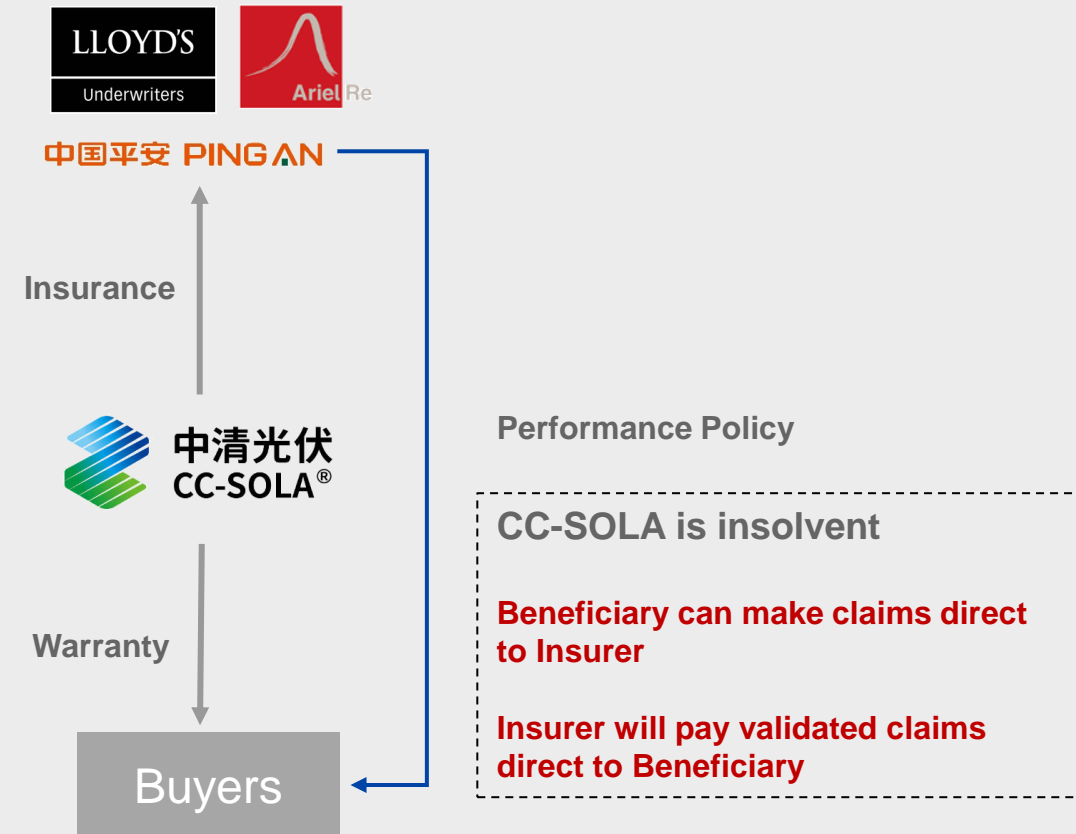 LLOYD'S
Underwriters
Ariel Re
中国平安 PINGAN
Insurance
中清光伏
CC-SOLA®
Warranty
Buyers
Performance Policy
CC-SOLA is insolvent
Beneficiary can make claims direct
to Insurer
Insurer will pay validated claims
direct to Beneficiary